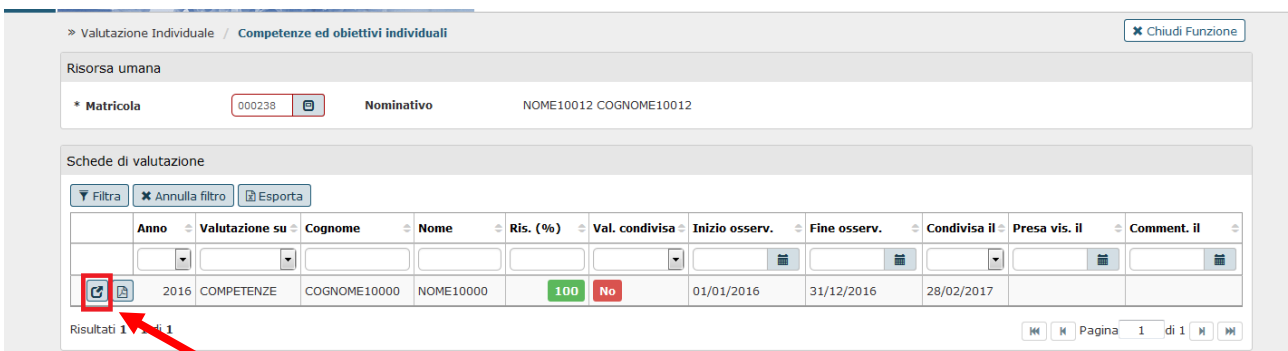 » Valutazione Individuale / Competenze ed obiettivi individuali
Chiudi Funzione
Risorsa umana
* Matricola 000238 Nominativo NOME10012 COGNOME10012
Schede di valutazione
Filtra Annulla filtro Esporta
Anno Valutazione su Cognome Nome Ris. (%) Val. condivisa Inizio osserv. Fine osserv. Condivisa il Presa vis. il Comment. il
2016 COMPETENZE COGNOME10000 NOME10000 100 No 01/01/2016 31/12/2016 28/02/2017
Risultati 1 di 1 Pagina 1 di 1